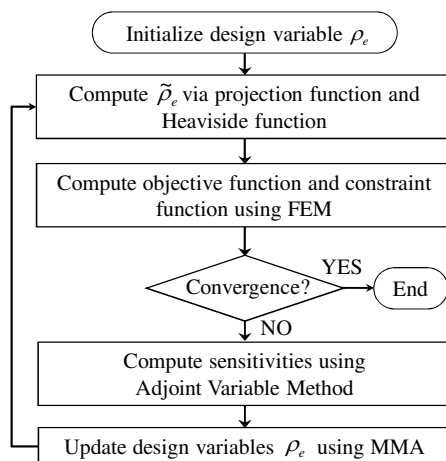 Initialize design variable ρₑ
Compute ρ̃ₑ via projection function and
Heaviside function
Compute objective function and constraint
function using FEM
YES
Convergence?
End
NO
Compute sensitivities using
Adjoint Variable Method
Update design variables ρₑ using MMA